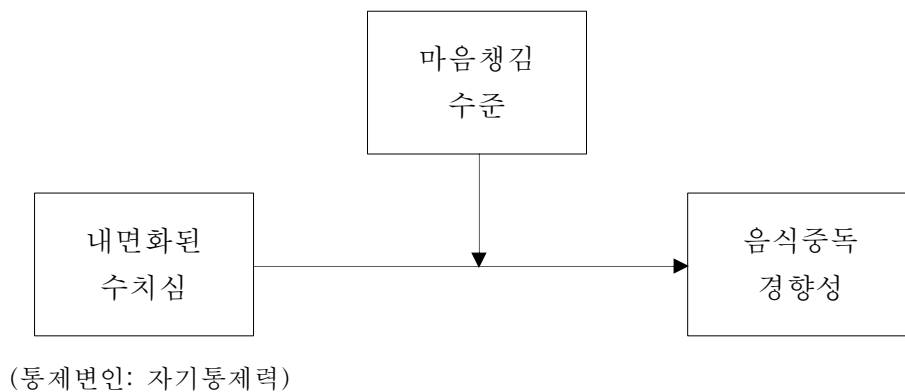 마음챙김
수준
내면화된
수치심
음식중독
경향성
(통제변인: 자기통제력)